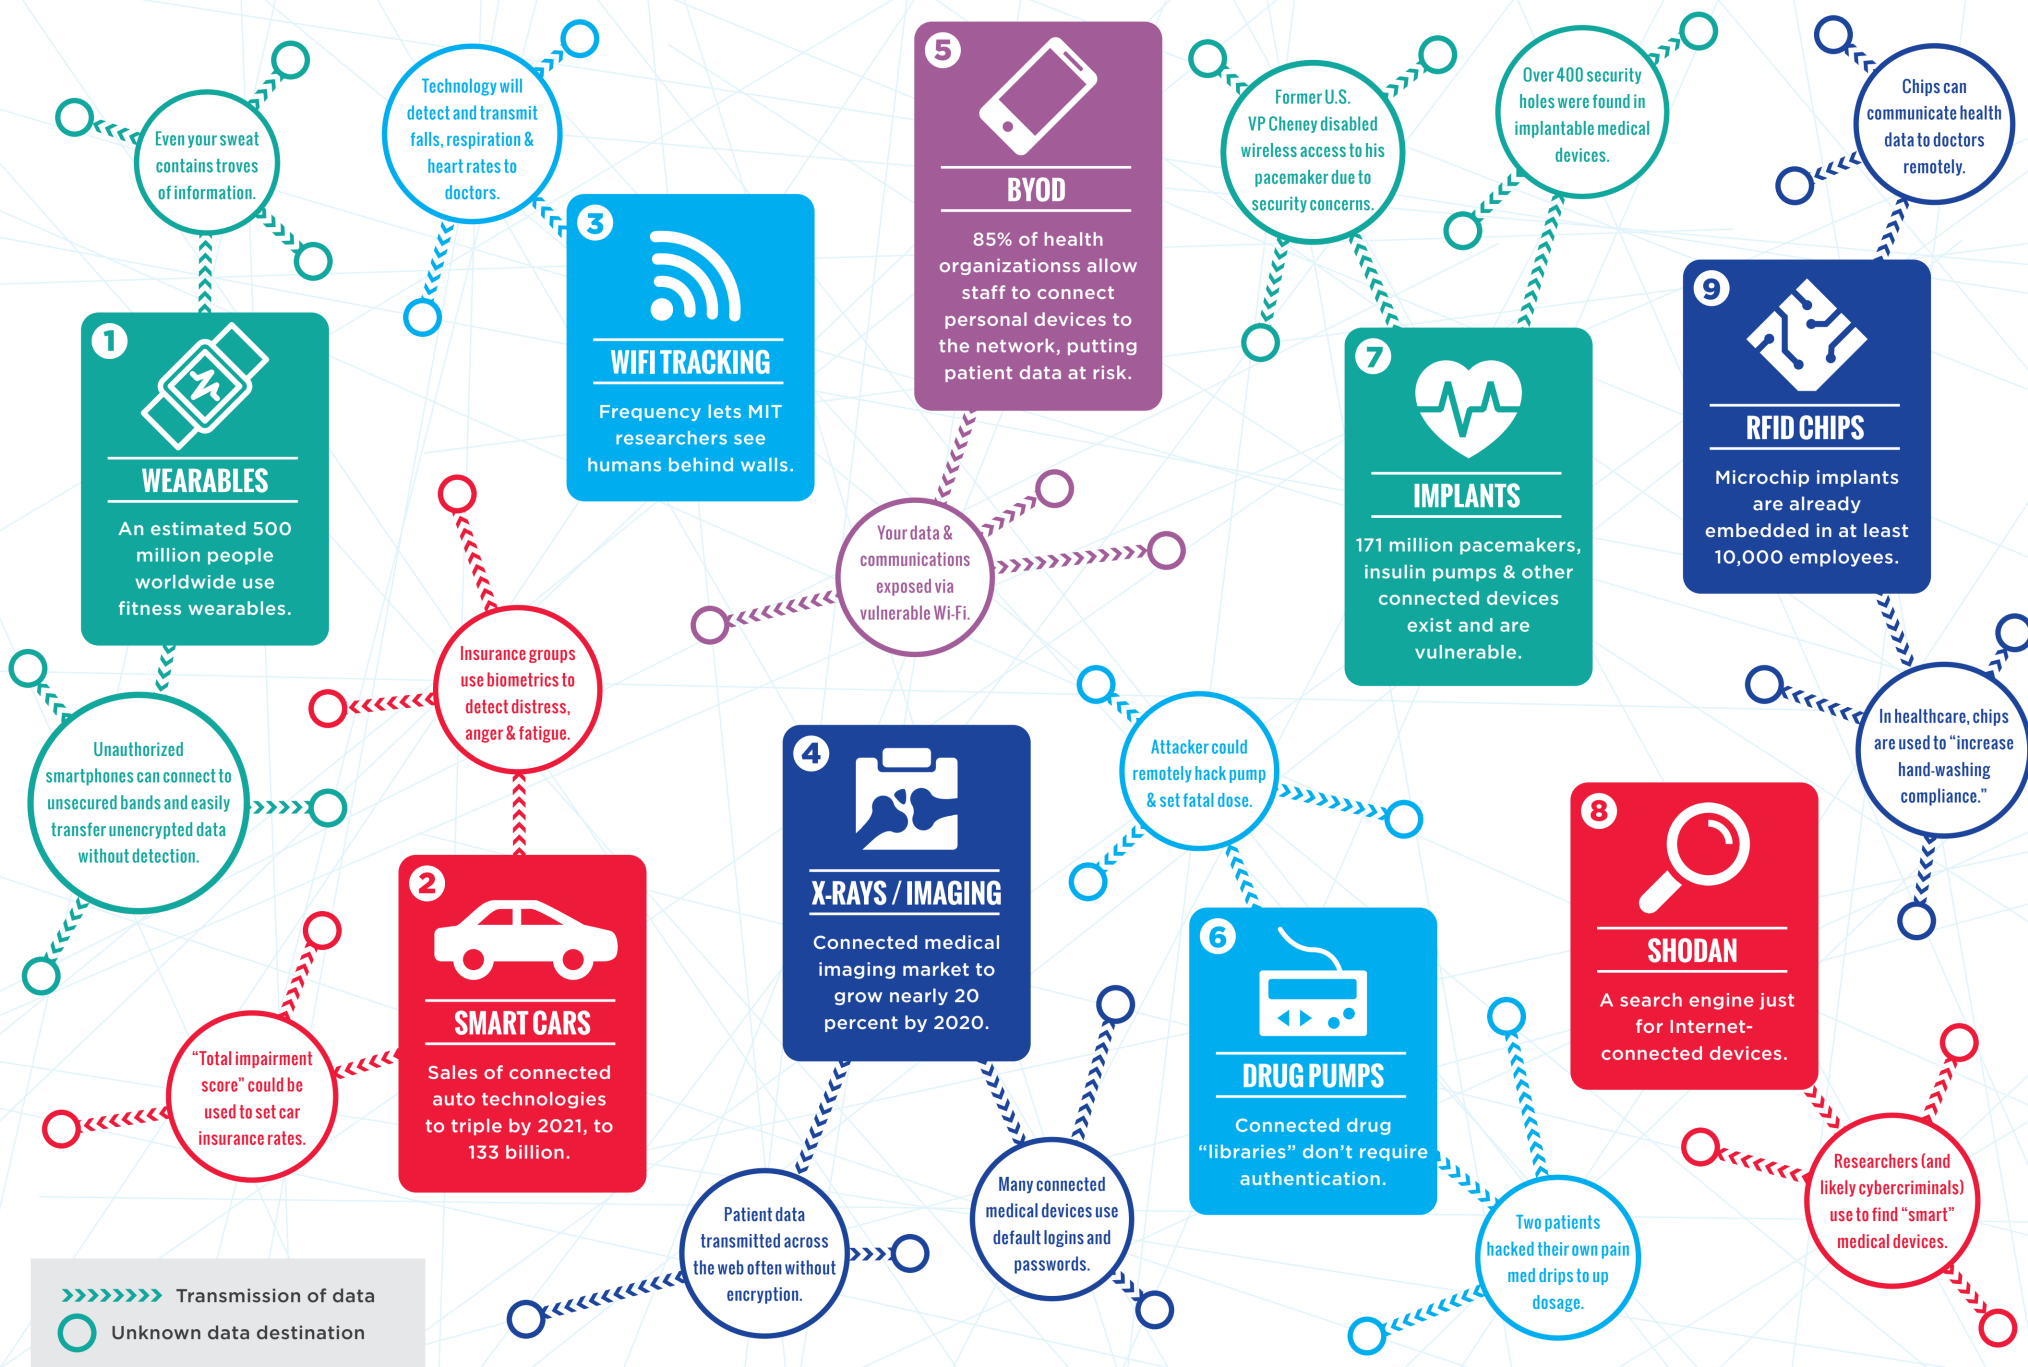 Even your sweat
contains troves
of information.
1
WEARABLES
An estimated 500
million people
worldwide use
fitness wearables.
Unauthorized
smartphones can connect to
unsecured bands and easily
transfer unencrypted data
without detection.
Insurance groups
use biometrics to
detect distress,
anger & fatigue.
2
SMART CARS
Sales of connected
auto technologies
to triple by 2021, to
133 billion.
“Total impairment
score” could be
used to set car
insurance rates.
Technology will
detect and transmit
falls, respiration &
heart rates to
doctors.
3
WIFI TRACKING
Frequency lets MIT
researchers see
humans behind walls.
4
X-RAYS / IMAGING
Connected medical
imaging market to
grow nearly 20
percent by 2020.
Patient data
transmitted across
the web often without
encryption.
Many connected
medical devices use
default logins and
passwords.
5
BYOD
85% of health
organizationss allow
staff to connect
personal devices to
the network, putting
patient data at risk.
Your data &
communications
exposed via
vulnerable Wi-Fi.
Attacker could
remotely hack pump
& set fatal dose.
6
DRUG PUMPS
Connected drug
“libraries” don’t require
authentication.
Two patients
hacked their own pain
med drips to up
dosage.
Former U.S.
VP Cheney disabled
wireless access to his
pacemaker due to
security concerns.
Over 400 security
holes were found in
implantable medical
devices.
7
IMPLANTS
171 million pacemakers,
insulin pumps & other
connected devices
exist and are
vulnerable.
8
SHODAN
A search engine just
for Internet-
connected devices.
Researchers (and
likely cybercriminals)
use to find “smart”
medical devices.
Chips can
communicate health
data to doctors
remotely.
9
RFID CHIPS
Microchip implants
are already
embedded in at least
10,000 employees.
In healthcare, chips
are used to “increase
hand-washing
compliance.”
Transmission of data
Unknown data destination